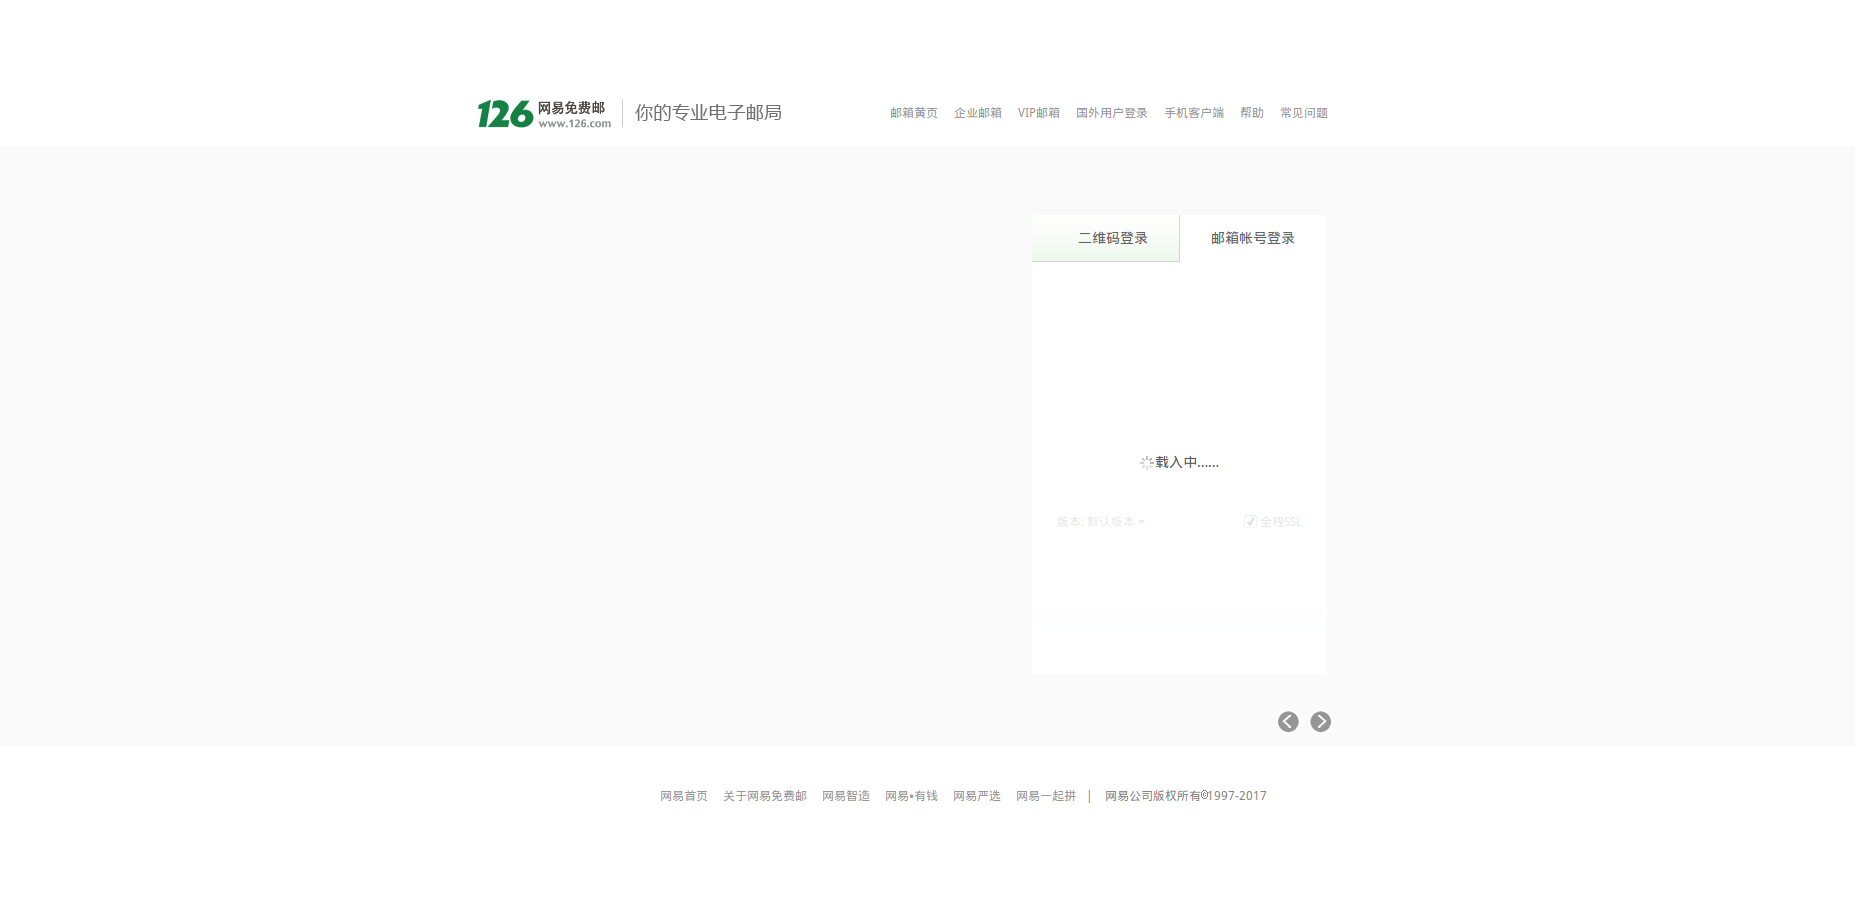 126 网易免费邮 www.126.com 你的专业电子邮局 邮箱黄页 企业邮箱 VIP邮箱 国外用户登录 手机客户端 帮助 常见问题
二维码登录 邮箱帐号登录
载入中……
版本: 默认版本 全程SSL
网易首页 关于网易免费邮 网易智造 网易•有钱 网易严选 网易一起拼 | 网易公司版权所有©1997-2017